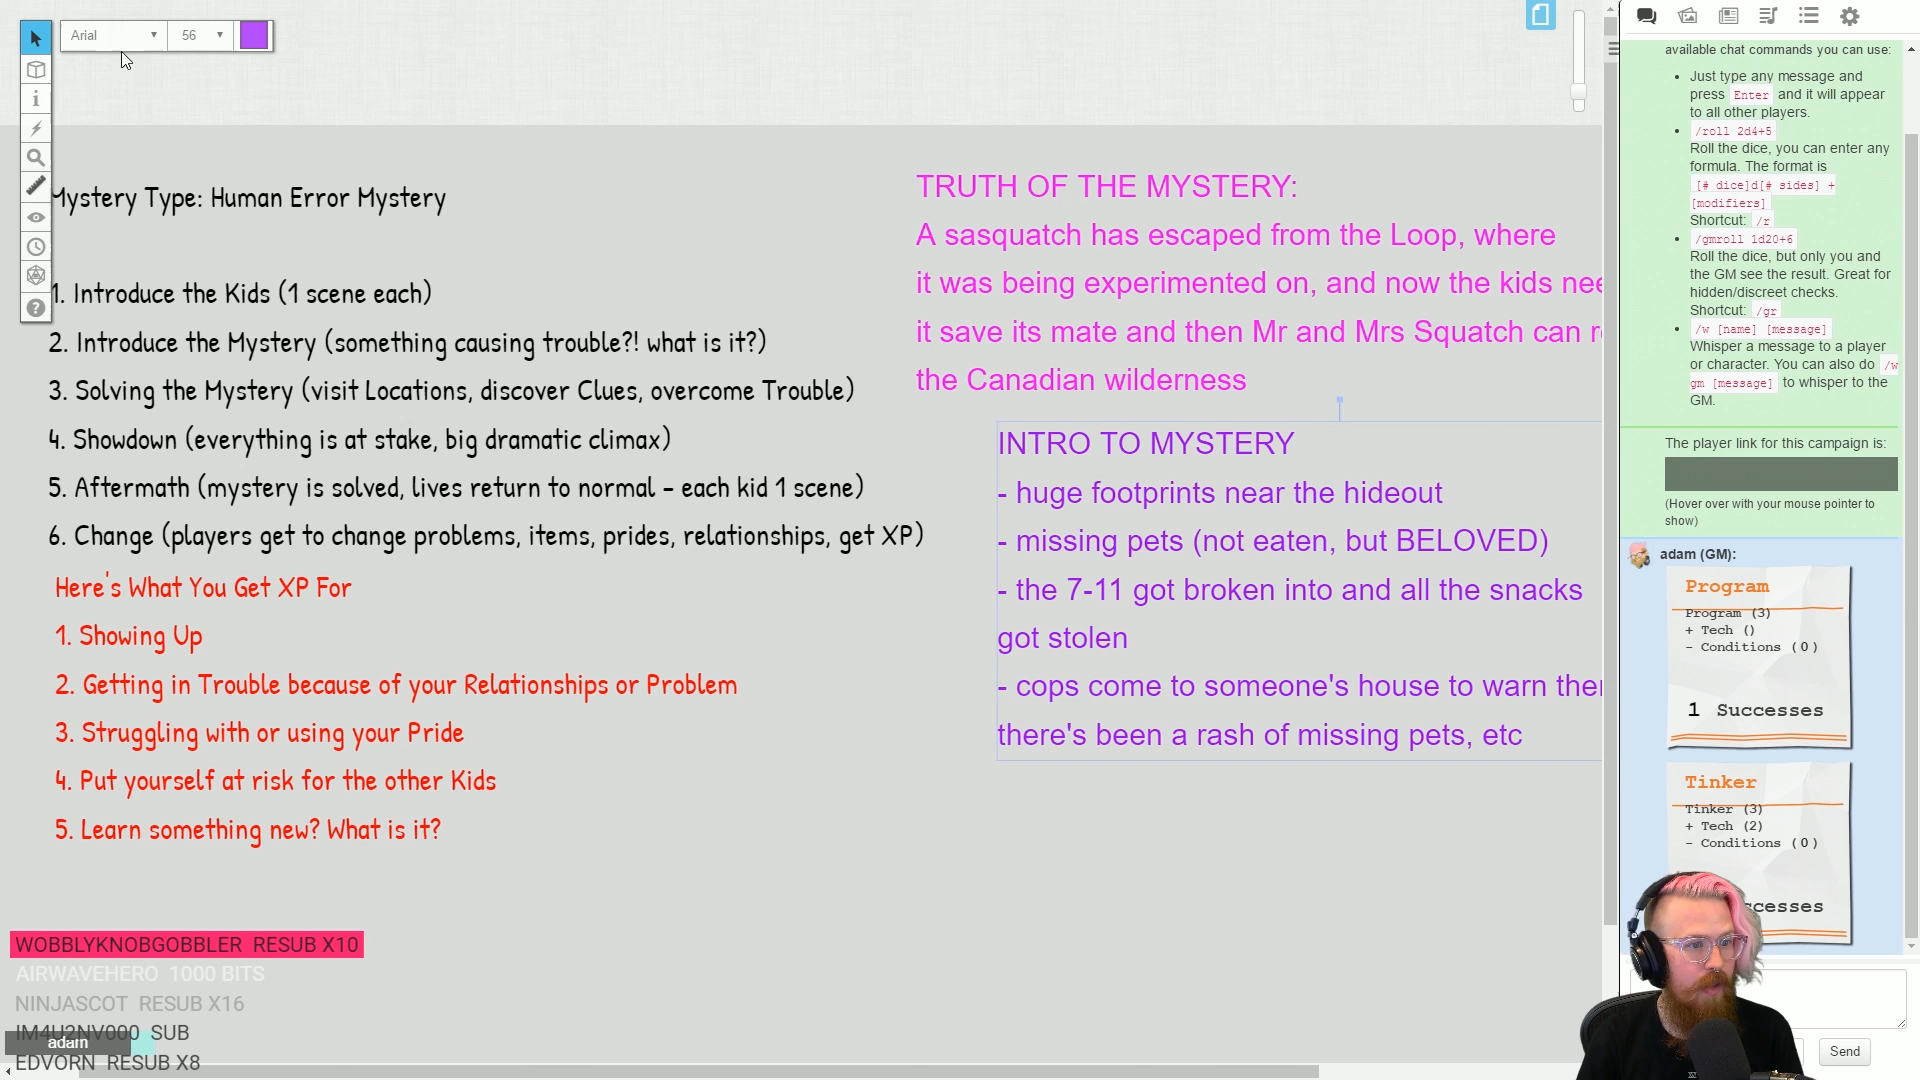 Arial
56
Mystery Type: Human Error Mystery
1. Introduce the Kids (1 scene each)
2. Introduce the Mystery (something causing trouble?! what is it?)
3. Solving the Mystery (visit Locations, discover Clues, overcome Trouble)
4. Showdown (everything is at stake, big dramatic climax)
5. Aftermath (mystery is solved, lives return to normal - each kid 1 scene)
6. Change (players get to change problems, items, prides, relationships, get XP)
Here's What You Get XP For
1. Showing Up
2. Getting in Trouble because of your Relationships or Problem
3. Struggling with or using your Pride
4. Put yourself at risk for the other Kids
5. Learn something new? What is it?
TRUTH OF THE MYSTERY:
A sasquatch has escaped from the Loop, where
it was being experimented on, and now the kids nee
it save its mate and then Mr and Mrs Squatch can r
the Canadian wilderness
INTRO TO MYSTERY
- huge footprints near the hideout
- missing pets (not eaten, but BELOVED)
- the 7-11 got broken into and all the snacks
got stolen
- cops come to someone's house to warn ther
there's been a rash of missing pets, etc
WOBBLYKNOBGOBBLER RESUB X10
AIRWAVEHERO 1000 BITS
NINJASCOT RESUB X16
IM4U2NV000 SUB
adam
EDVORN RESUB X8
available chat commands you can use:
• Just type any message and
press Enter and it will appear
to all other players.
• /roll 2d4+5
Roll the dice, you can enter any
formula. The format is
[# dice]d[# sides] +
[modifiers]
Shortcut: /r
• /gmroll 1d20+6
Roll the dice, but only you and
the GM see the result. Great for
hidden/discreet checks.
Shortcut: /gr
• /w [name] [message]
Whisper a message to a player
or character. You can also do /w
gm [message] to whisper to the
GM.
The player link for this campaign is:
(Hover over with your mouse pointer to
show)
adam (GM):
Program
Program (3)
+ Tech ()
- Conditions (0)
1 Successes
Tinker
Tinker (3)
+ Tech (2)
- Conditions (0)
ccesses
Send